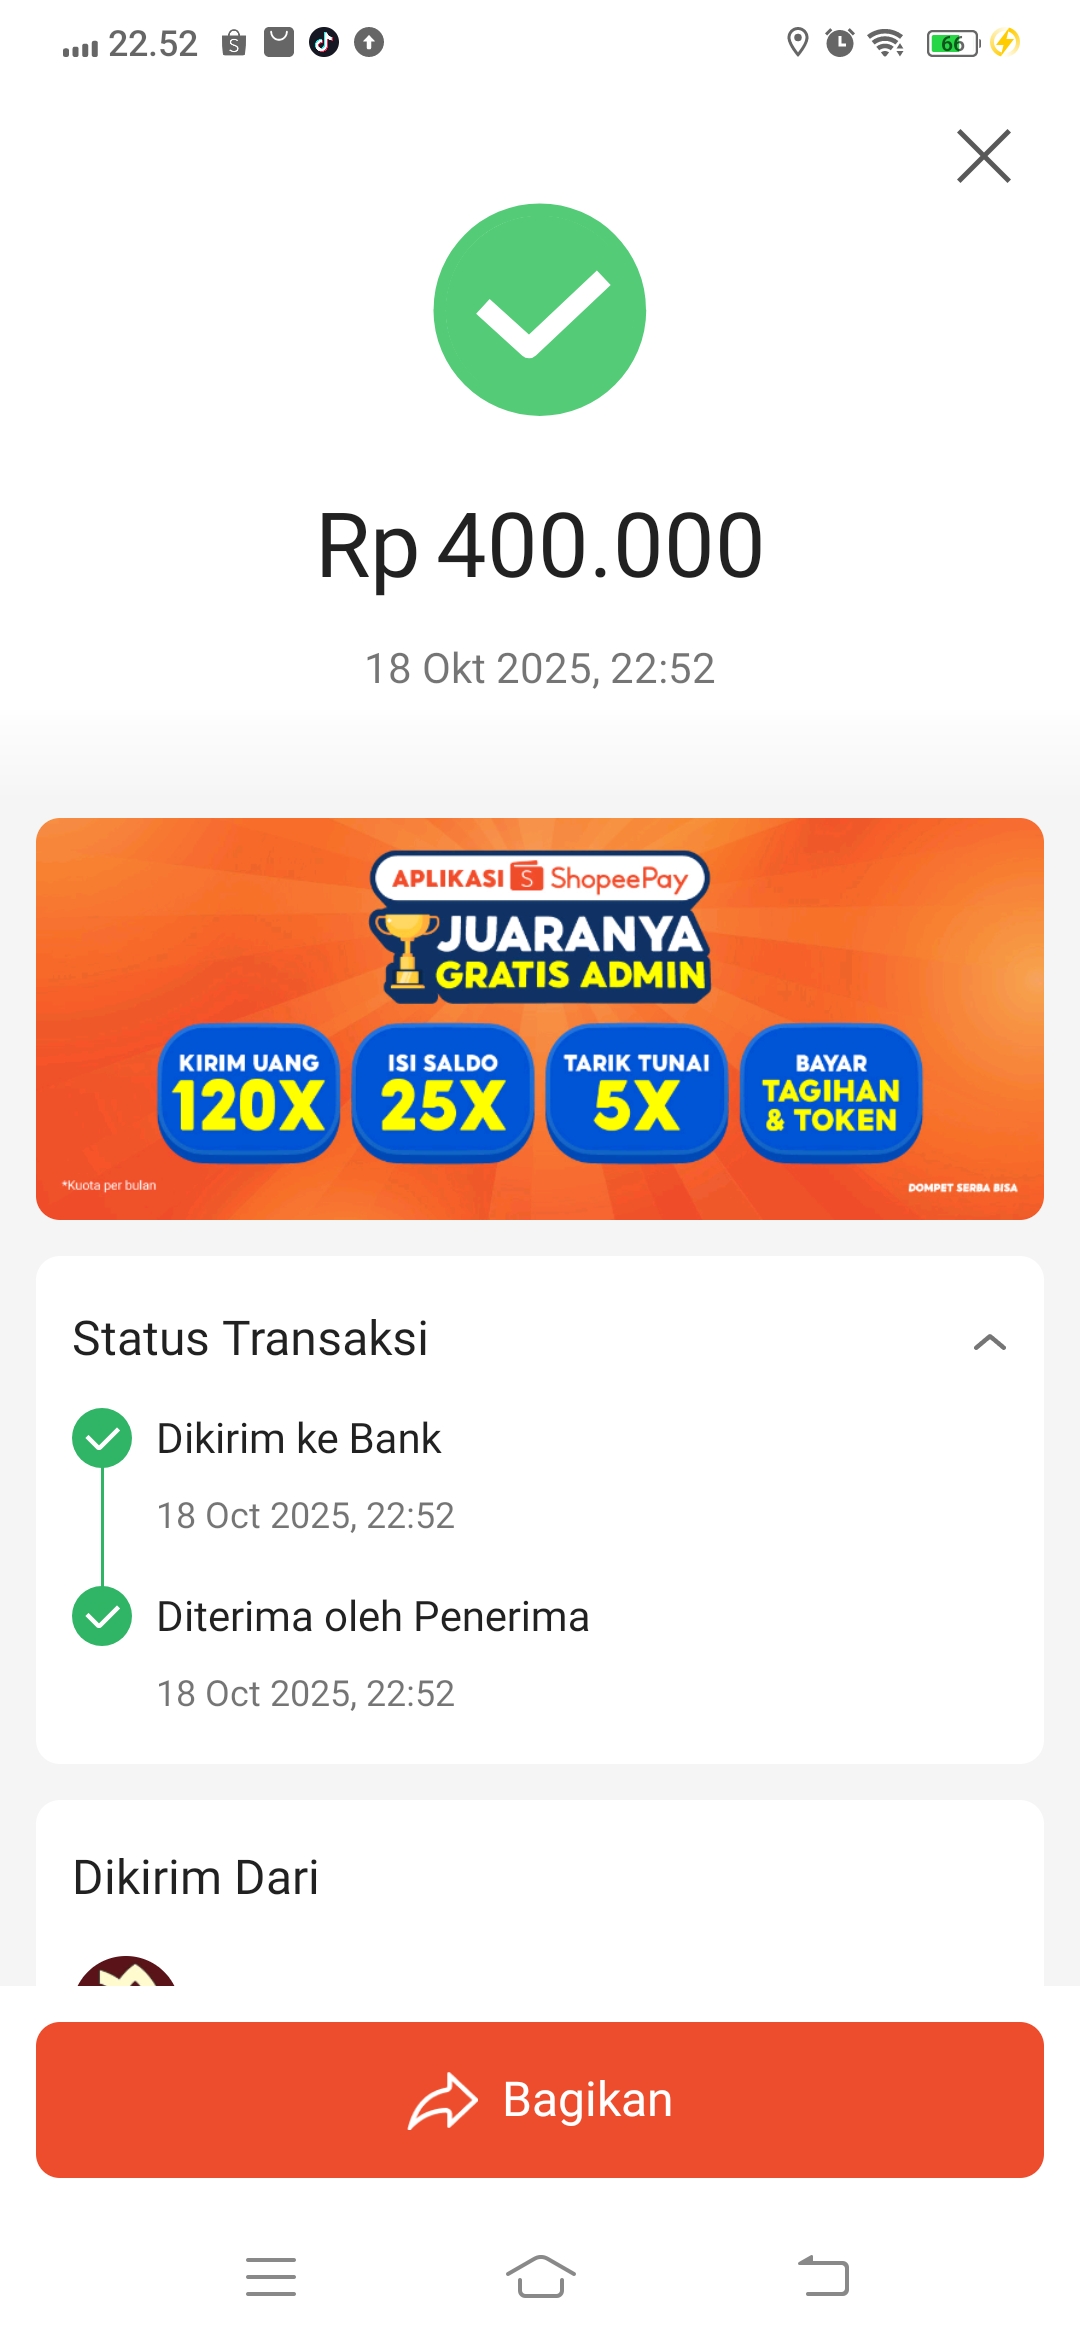 22.52
66
Rp 400.000
18 Okt 2025, 22:52
APLIKASI S ShopeePay
JUARANYA
GRATIS ADMIN
KIRIM UANG
120X
ISI SALDO
25X
TARIK TUNAI
5X
BAYAR
TAGIHAN
& TOKEN
*Kuota per bulan
DOMPET SERBA BISA
Status Transaksi
Dikirim ke Bank
18 Oct 2025, 22:52
Diterima oleh Penerima
18 Oct 2025, 22:52
Dikirim Dari
Bagikan